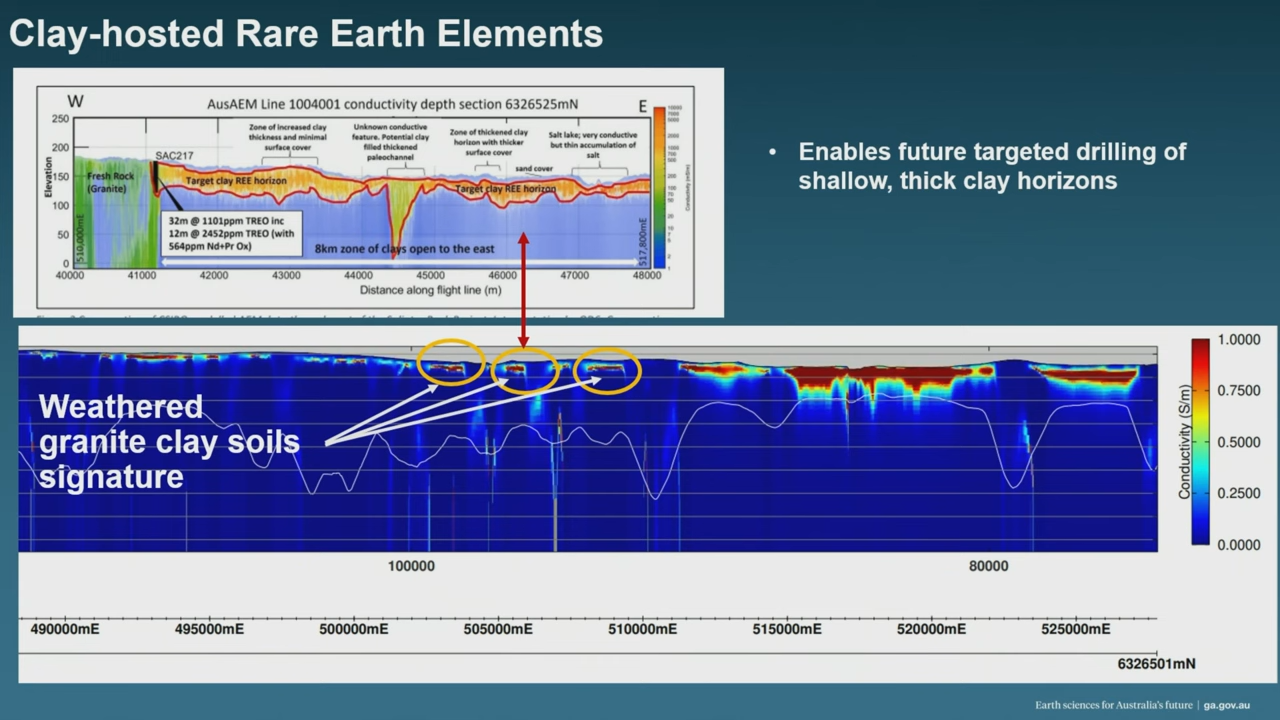 Clay-hosted Rare Earth Elements
W
AusAEM Line 1004001 conductivity depth section 6326525mN
E
250
200
150
100
50
0
Elevation
SAC217
Fresh Rock
(Granite)
Target clay REE horizon
Zone of increased clay
thickness and minimal
surface cover
Unknown conductive
feature. Potential clay
filled thickened
paleochannel
Zone of thickened clay
horizon with thicker
surface cover
sand cover
Salt lake; very conductive
but thin accumulation of
salt
Target clay REE horizon
32m @ 1101ppm TREO inc
12m @ 2452ppm TREO (with
564ppm Nd+Pr Ox)
8km zone of clays open to the east
510,000mE
517,800mE
40000
41000
42000
43000
44000
45000
46000
47000
48000
Distance along flight line (m)
• Enables future targeted drilling of
shallow, thick clay horizons
Weathered
granite clay soils
signature
1.0000
0.7500
0.5000
0.2500
0.0000
Conductivity (S/m)
100000
80000
490000mE
495000mE
500000mE
505000mE
510000mE
515000mE
520000mE
525000mE
6326501mN
Earth sciences for Australia's future | ga.gov.au